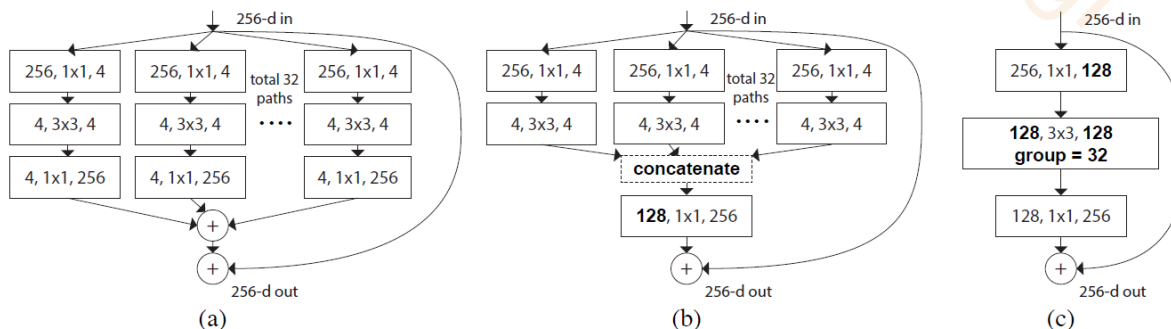 256-d in
256, 1x1, 4
256, 1x1, 4
256, 1x1, 4
total 32
paths
4, 3x3, 4
4, 3x3, 4
4, 3x3, 4
4, 1x1, 256
4, 1x1, 256
4, 1x1, 256
+
+
256-d out
(a)
256-d in
256, 1x1, 4
256, 1x1, 4
256, 1x1, 4
total 32
paths
4, 3x3, 4
4, 3x3, 4
4, 3x3, 4
concatenate
128, 1x1, 256
+
256-d out
(b)
256-d in
256, 1x1, 128
128, 3x3, 128
group = 32
128, 1x1, 256
+
256-d out
(c)